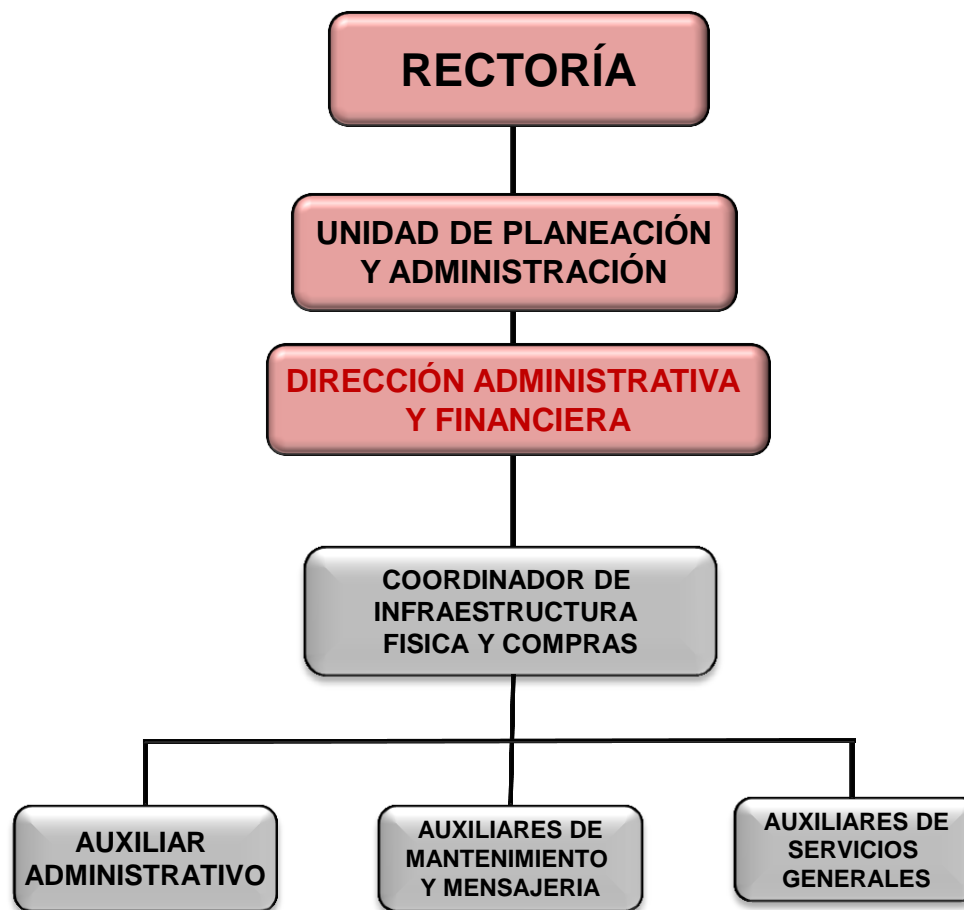 RECTORÍA
UNIDAD DE PLANEACIÓN
Y ADMINISTRACIÓN
DIRECCIÓN ADMINISTRATIVA
Y FINANCIERA
COORDINADOR DE
INFRAESTRUCTURA
FISICA Y COMPRAS
AUXILIAR
ADMINISTRATIVO
AUXILIARES DE
MANTENIMIENTO
Y MENSAJERIA
AUXILIARES DE
SERVICIOS
GENERALES